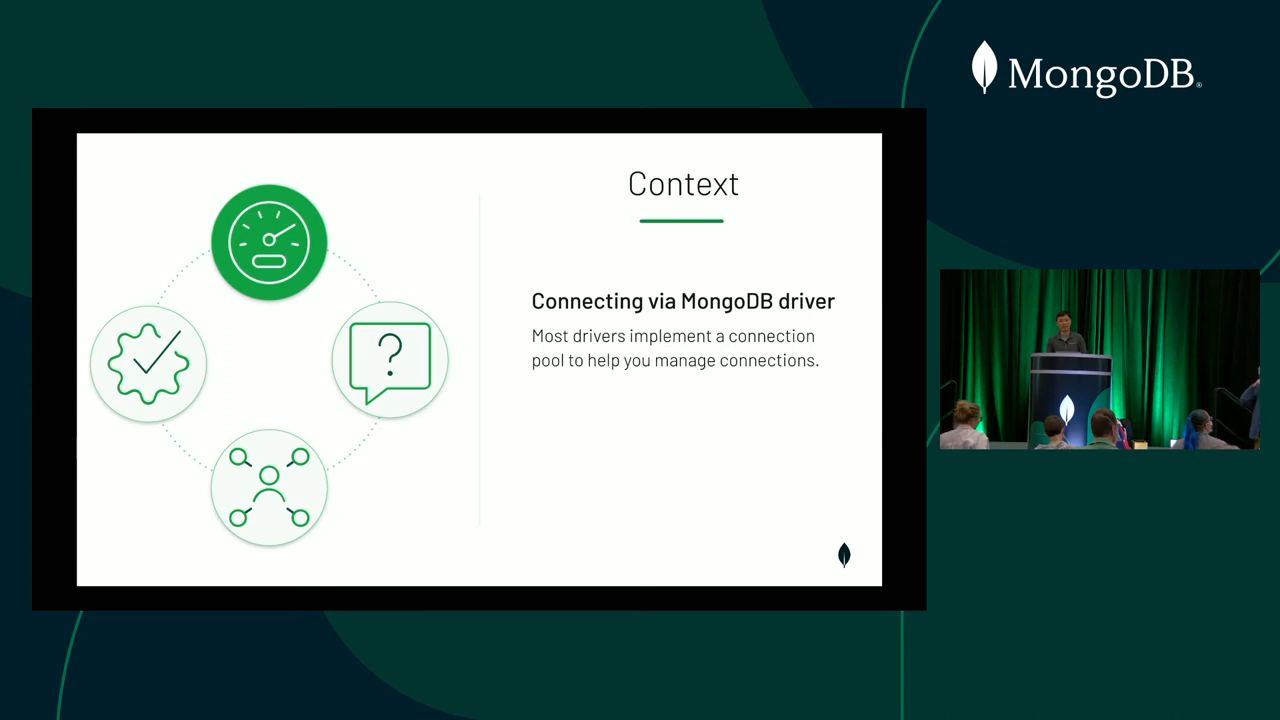 MongoDB®
Context
Connecting via MongoDB driver
Most drivers implement a connection
pool to help you manage connections.
?